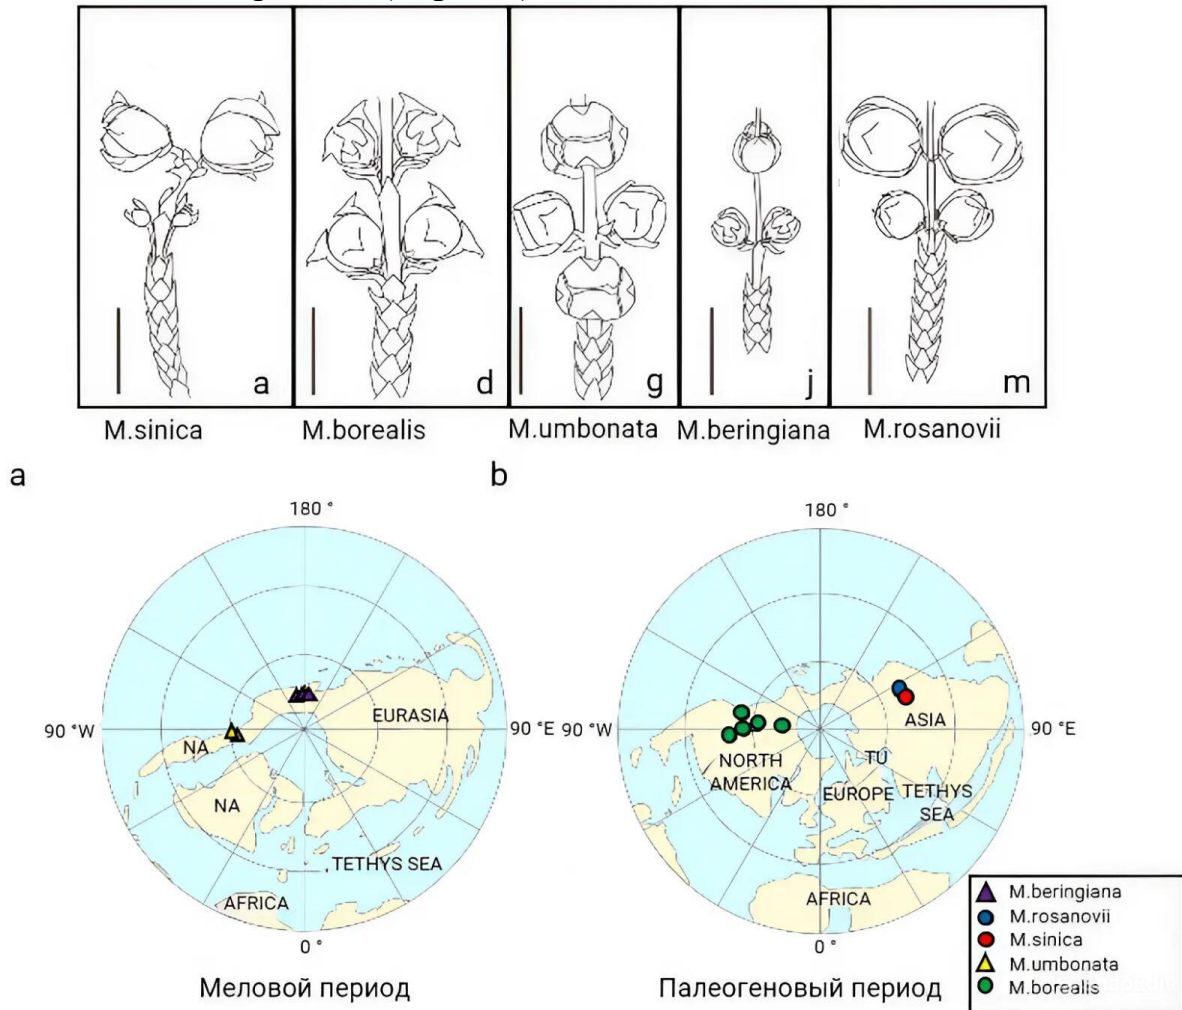 a d g j m
M.sinica M.borealis M.umbonata M.beringiana M.rosanovii
a b
180 ° 180 °
EURASIA
90 °W 90 °E 90 °W 90 °E
NA ASIA
NORTH TU
AMERICA
NA EUROPE TETHYS
SEA
TETHYS SEA
AFRICA AFRICA
0 ° 0 °
M.beringiana
M.rosanovii
M.sinica
M.umbonata
M.borealis
Меловой период Палеогеновый период